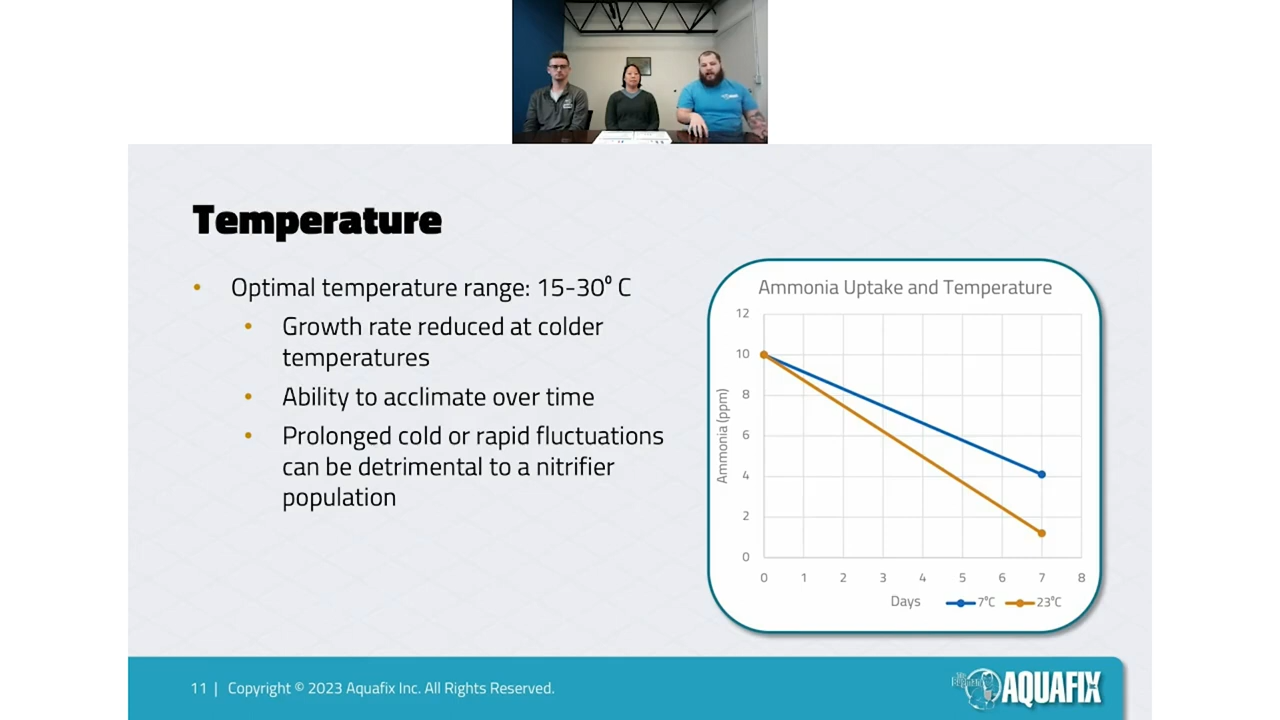 Temperature
• Optimal temperature range: 15-30⁰ C
• Growth rate reduced at colder
temperatures
• Ability to acclimate over time
• Prolonged cold or rapid fluctuations
can be detrimental to a nitrifier
population
Ammonia Uptake and Temperature
Ammonia (ppm)
12
10
8
6
4
2
0
0 1 2 3 4 5 6 7 8
Days
7⁰C 23⁰C
11 | Copyright © 2023 Aquafix Inc. All Rights Reserved.
AQUAFIX